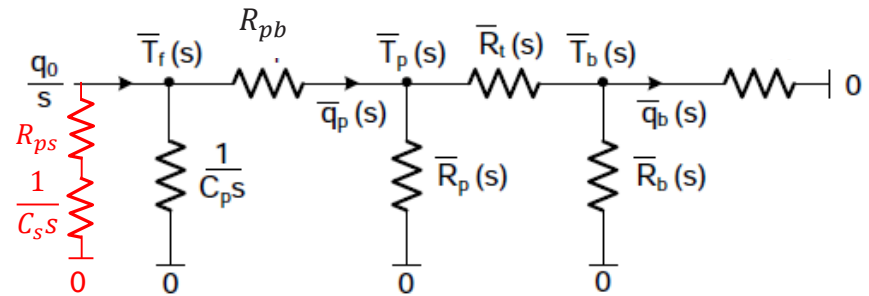 R_pb
T̅_f(s)
T̅_p(s)
R̅_t(s)
T̅_b(s)
q_0/s
0
q̅_p(s)
q̅_b(s)
R_ps
1/(C_s s)
1/(C_p s)
R̅_p(s)
R̅_b(s)
0
0
0
0